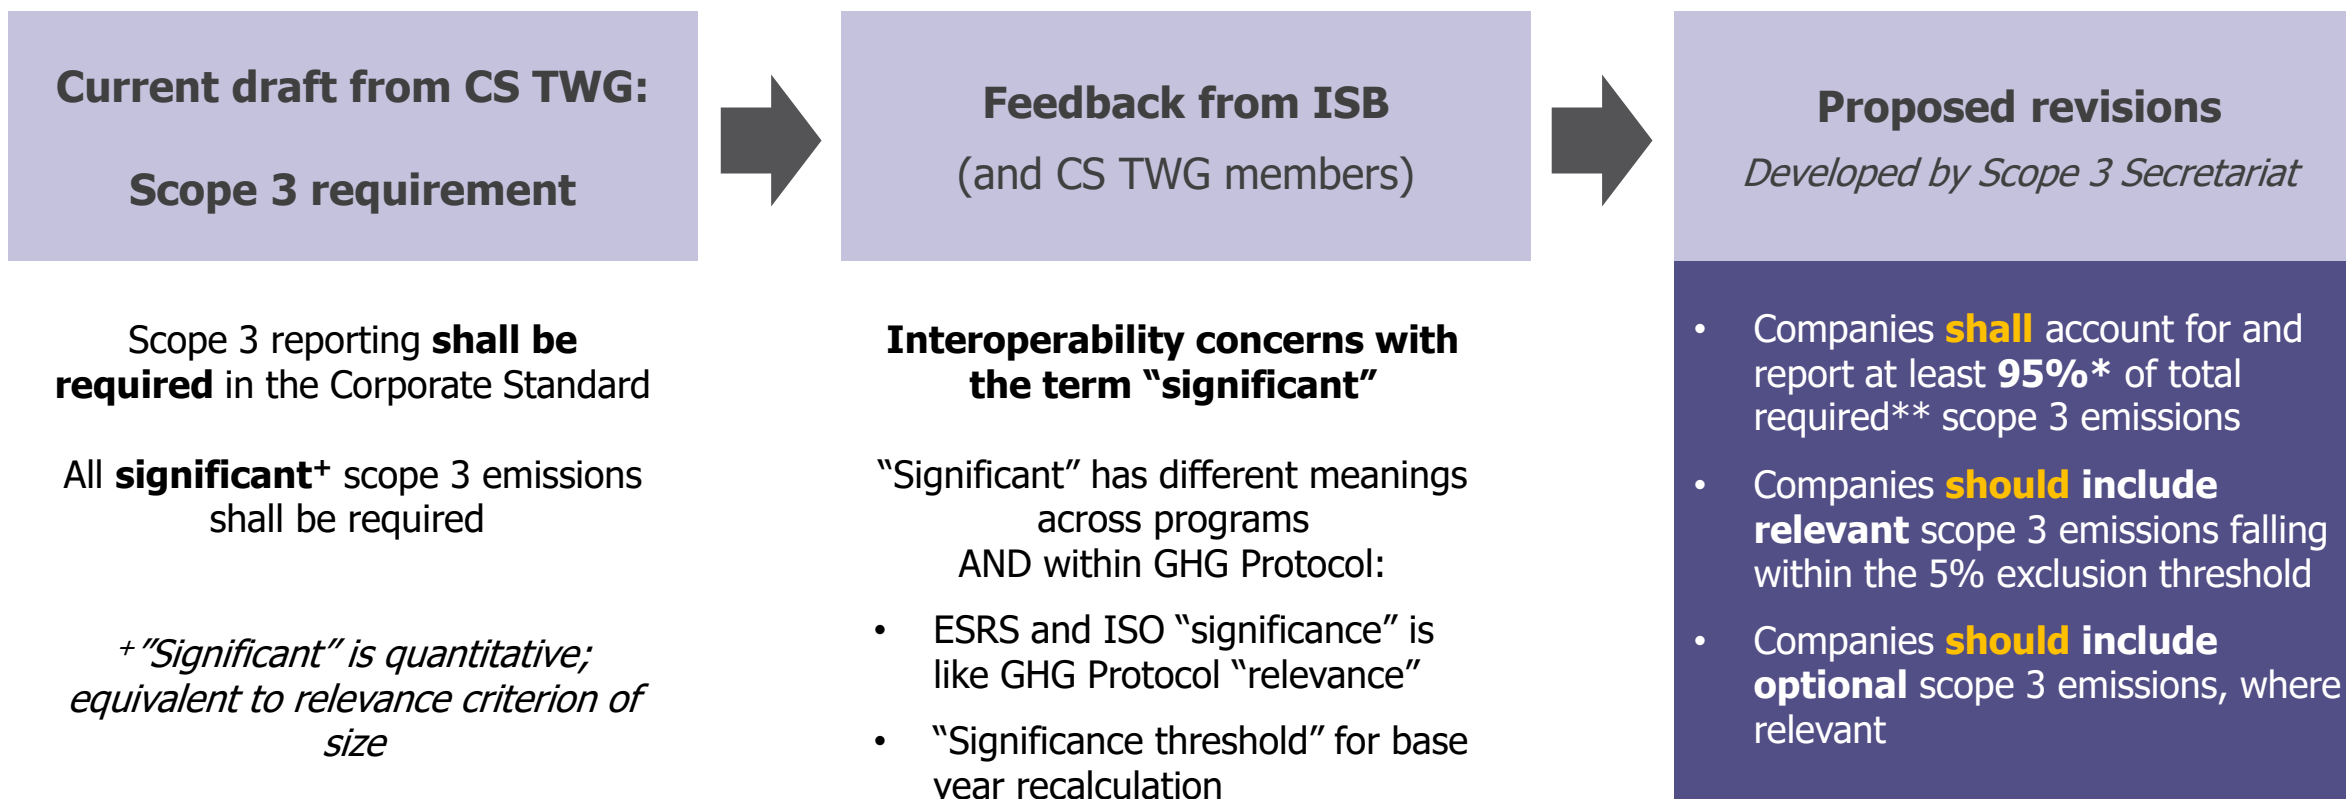 Current draft from CS TWG:
Scope 3 requirement
Scope 3 reporting shall be
required in the Corporate Standard
All significant⁺ scope 3 emissions
shall be required
⁺"Significant" is quantitative;
equivalent to relevance criterion of
size
Feedback from ISB
(and CS TWG members)
Interoperability concerns with
the term “significant”
“Significant” has different meanings
across programs
AND within GHG Protocol:
• ESRS and ISO “significance” is
like GHG Protocol “relevance”
• “Significance threshold” for base
year recalculation
Proposed revisions
Developed by Scope 3 Secretariat
• Companies shall account for and
report at least 95%* of total
required** scope 3 emissions
• Companies should include
relevant scope 3 emissions falling
within the 5% exclusion threshold
• Companies should include
optional scope 3 emissions, where
relevant